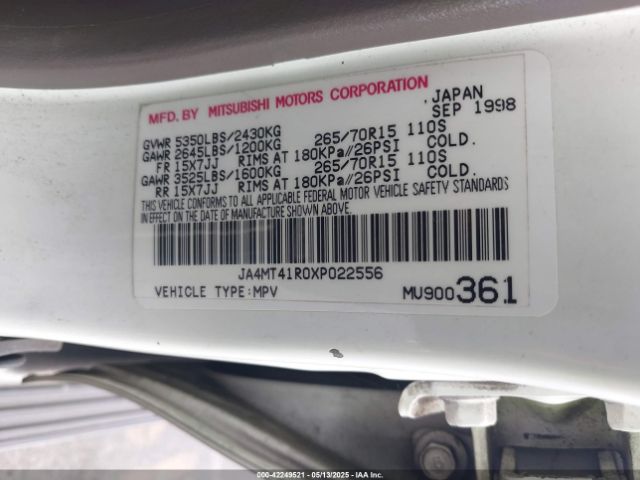 MFD. BY MITSUBISHI MOTORS CORPORATION
, JAPAN
SEP 1998
GVWR 5350LBS/2430KG
GAWR 2645LBS/1200KG 265/70R15 110S
FR 15X7JJ RIMS AT 180KPa//26PSI COLD.
GAWR 3525LBS/1600KG 265/70R15 110S
RR 15X7JJ RIMS AT 180KPa//26PSI COLD.
THIS VEHICLE CONFORMS TO ALL APPLICABLE FEDERAL MOTOR VEHICLE SAFETY STANDARDS
IN EFFECT ON THE DATE OF MANUFACTURE SHOWN ABOVE.
JA4MT41R0XP022556
VEHICLE TYPE:MPV MU900361
IAA - 42249521 - 05/13/2025 - IAAI.COM